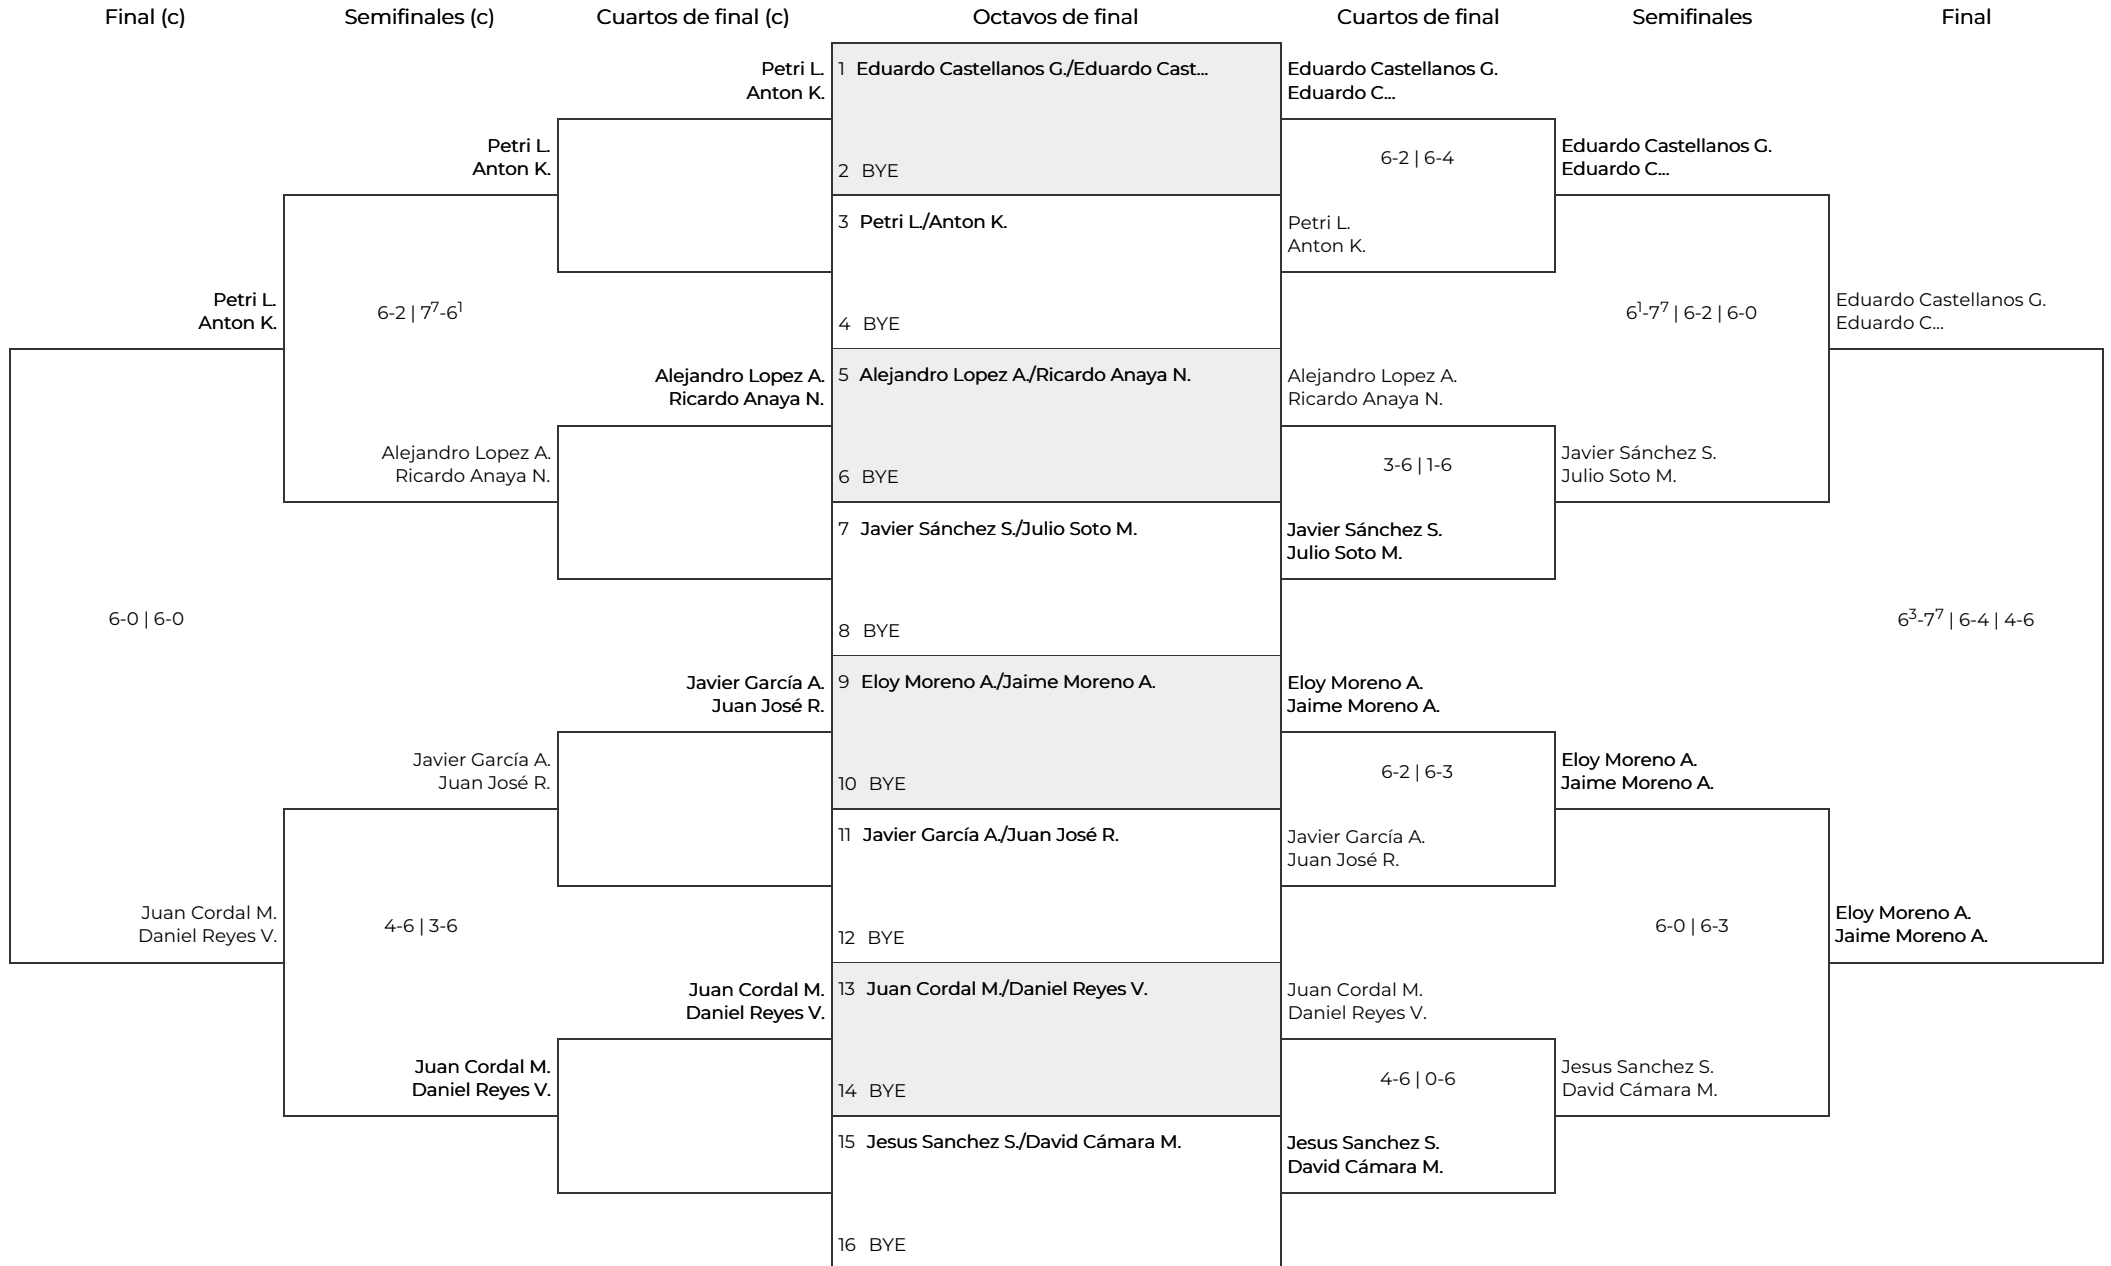 Final (c)
Semifinales (c)
Cuartos de final (c)
Octavos de final
Cuartos de final
Semifinales
Final
Petri L.
Anton K.
Petri L.
Anton K.
6-2 | 7⁷-6¹
Alejandro Lopez A.
Ricardo Anaya N.
Petri L.
Anton K.
Alejandro Lopez A.
Ricardo Anaya N.
6-0 | 6-0
Javier García A.
Juan José R.
Javier García A.
Juan José R.
Juan Cordal M.
Daniel Reyes V.
4-6 | 3-6
Juan Cordal M.
Daniel Reyes V.
Juan Cordal M.
Daniel Reyes V.
1 Eduardo Castellanos G./Eduardo Cast...
2 BYE
3 Petri L./Anton K.
4 BYE
5 Alejandro Lopez A./Ricardo Anaya N.
6 BYE
7 Javier Sánchez S./Julio Soto M.
8 BYE
9 Eloy Moreno A./Jaime Moreno A.
10 BYE
11 Javier García A./Juan José R.
12 BYE
13 Juan Cordal M./Daniel Reyes V.
14 BYE
15 Jesus Sanchez S./David Cámara M.
16 BYE
Eduardo Castellanos G.
Eduardo C...
6-2 | 6-4
Petri L.
Anton K.
Alejandro Lopez A.
Ricardo Anaya N.
3-6 | 1-6
Javier Sánchez S.
Julio Soto M.
Eloy Moreno A.
Jaime Moreno A.
6-2 | 6-3
Javier García A.
Juan José R.
Juan Cordal M.
Daniel Reyes V.
4-6 | 0-6
Jesus Sanchez S.
David Cámara M.
Eduardo Castellanos G.
Eduardo C...
6¹-7⁷ | 6-2 | 6-0
Javier Sánchez S.
Julio Soto M.
Eloy Moreno A.
Jaime Moreno A.
6-0 | 6-3
Jesus Sanchez S.
David Cámara M.
Eduardo Castellanos G.
Eduardo C...
6³-7⁷ | 6-4 | 4-6
Eloy Moreno A.
Jaime Moreno A.